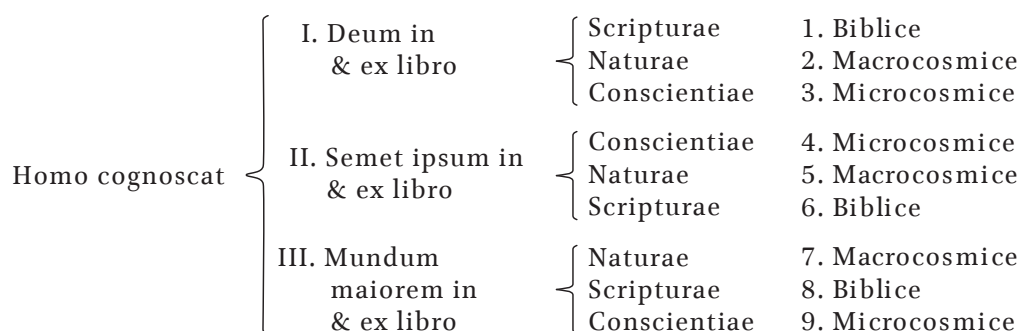 Homo cognoscat
I. Deum in
& ex libro
Scripturae 1. Biblice
Naturae 2. Macrocosmice
Conscientiae 3. Microcosmice
II. Semet ipsum in
& ex libro
Conscientiae 4. Microcosmice
Naturae 5. Macrocosmice
Scripturae 6. Biblice
III. Mundum
maiorem in
& ex libro
Naturae 7. Macrocosmice
Scripturae 8. Biblice
Conscientiae 9. Microcosmice